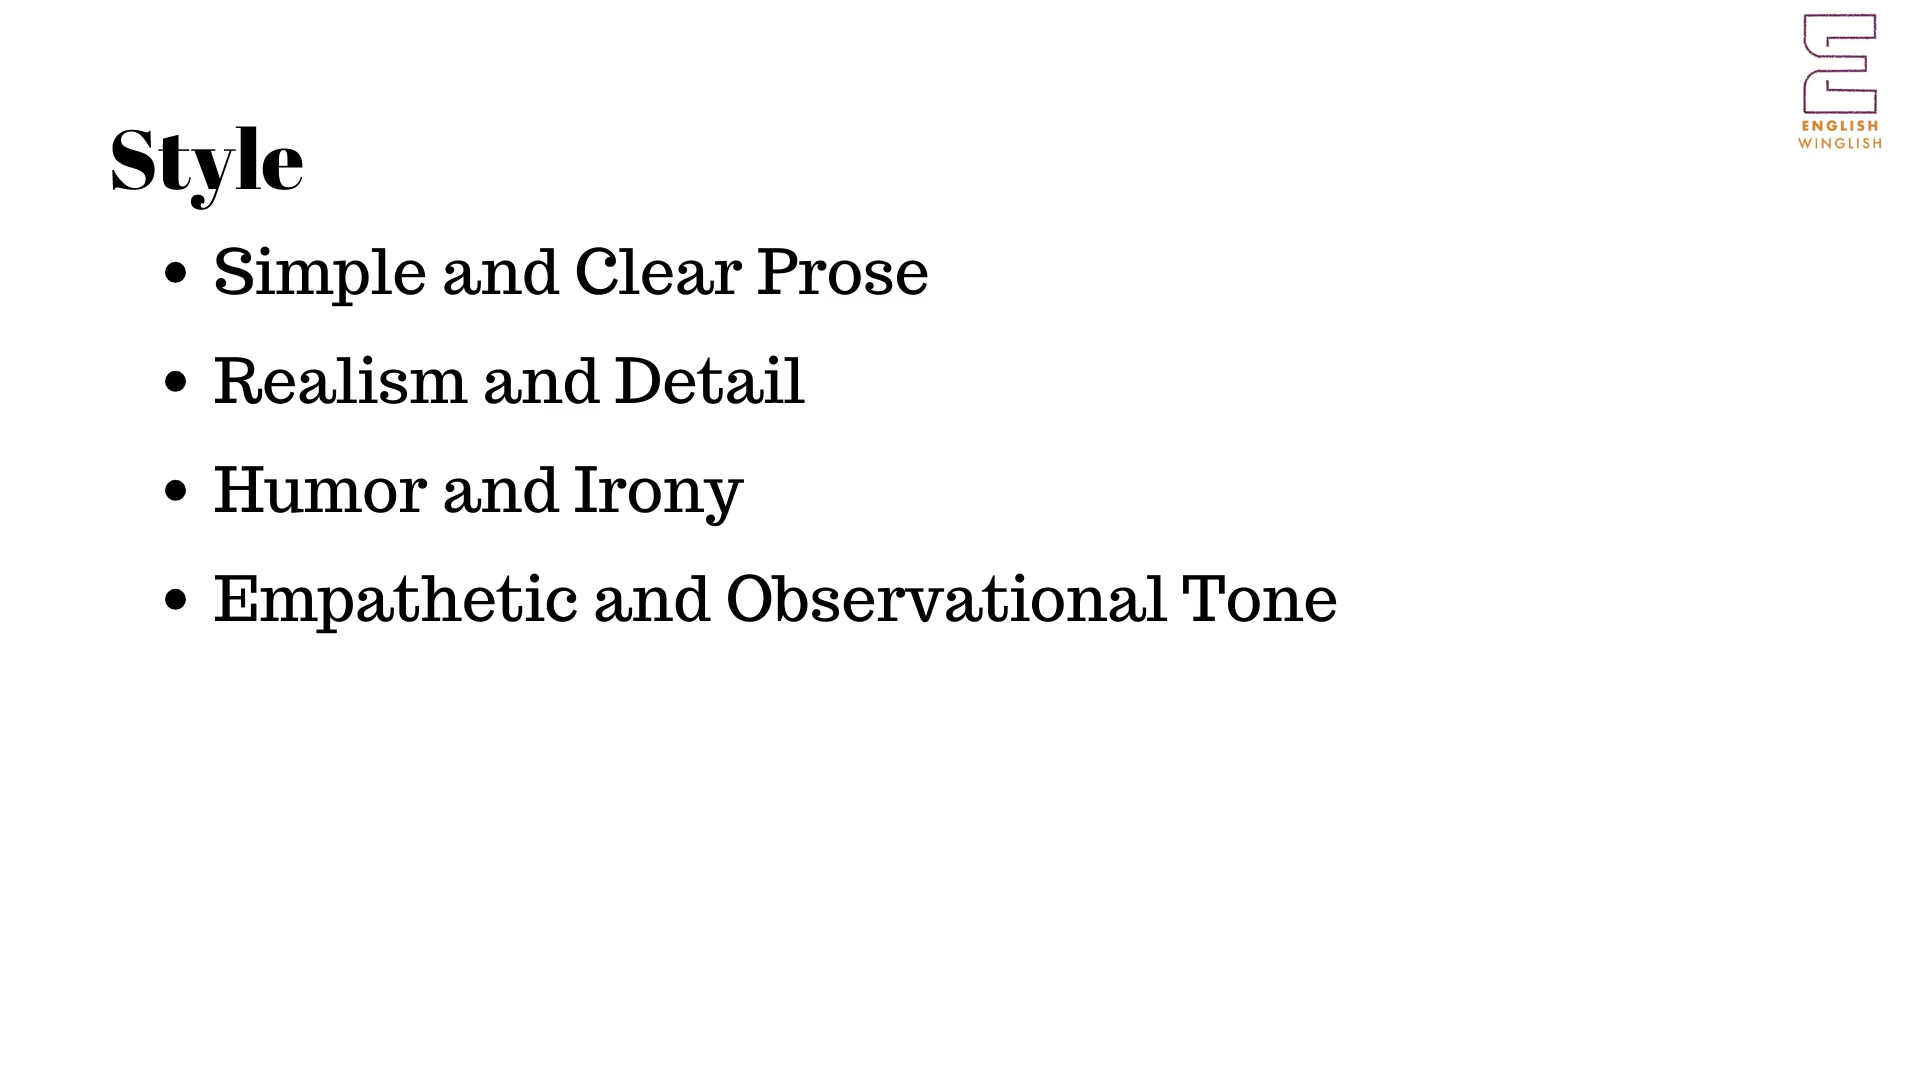 ENGLISH
WINGLISH
Style
• Simple and Clear Prose
• Realism and Detail
• Humor and Irony
• Empathetic and Observational Tone